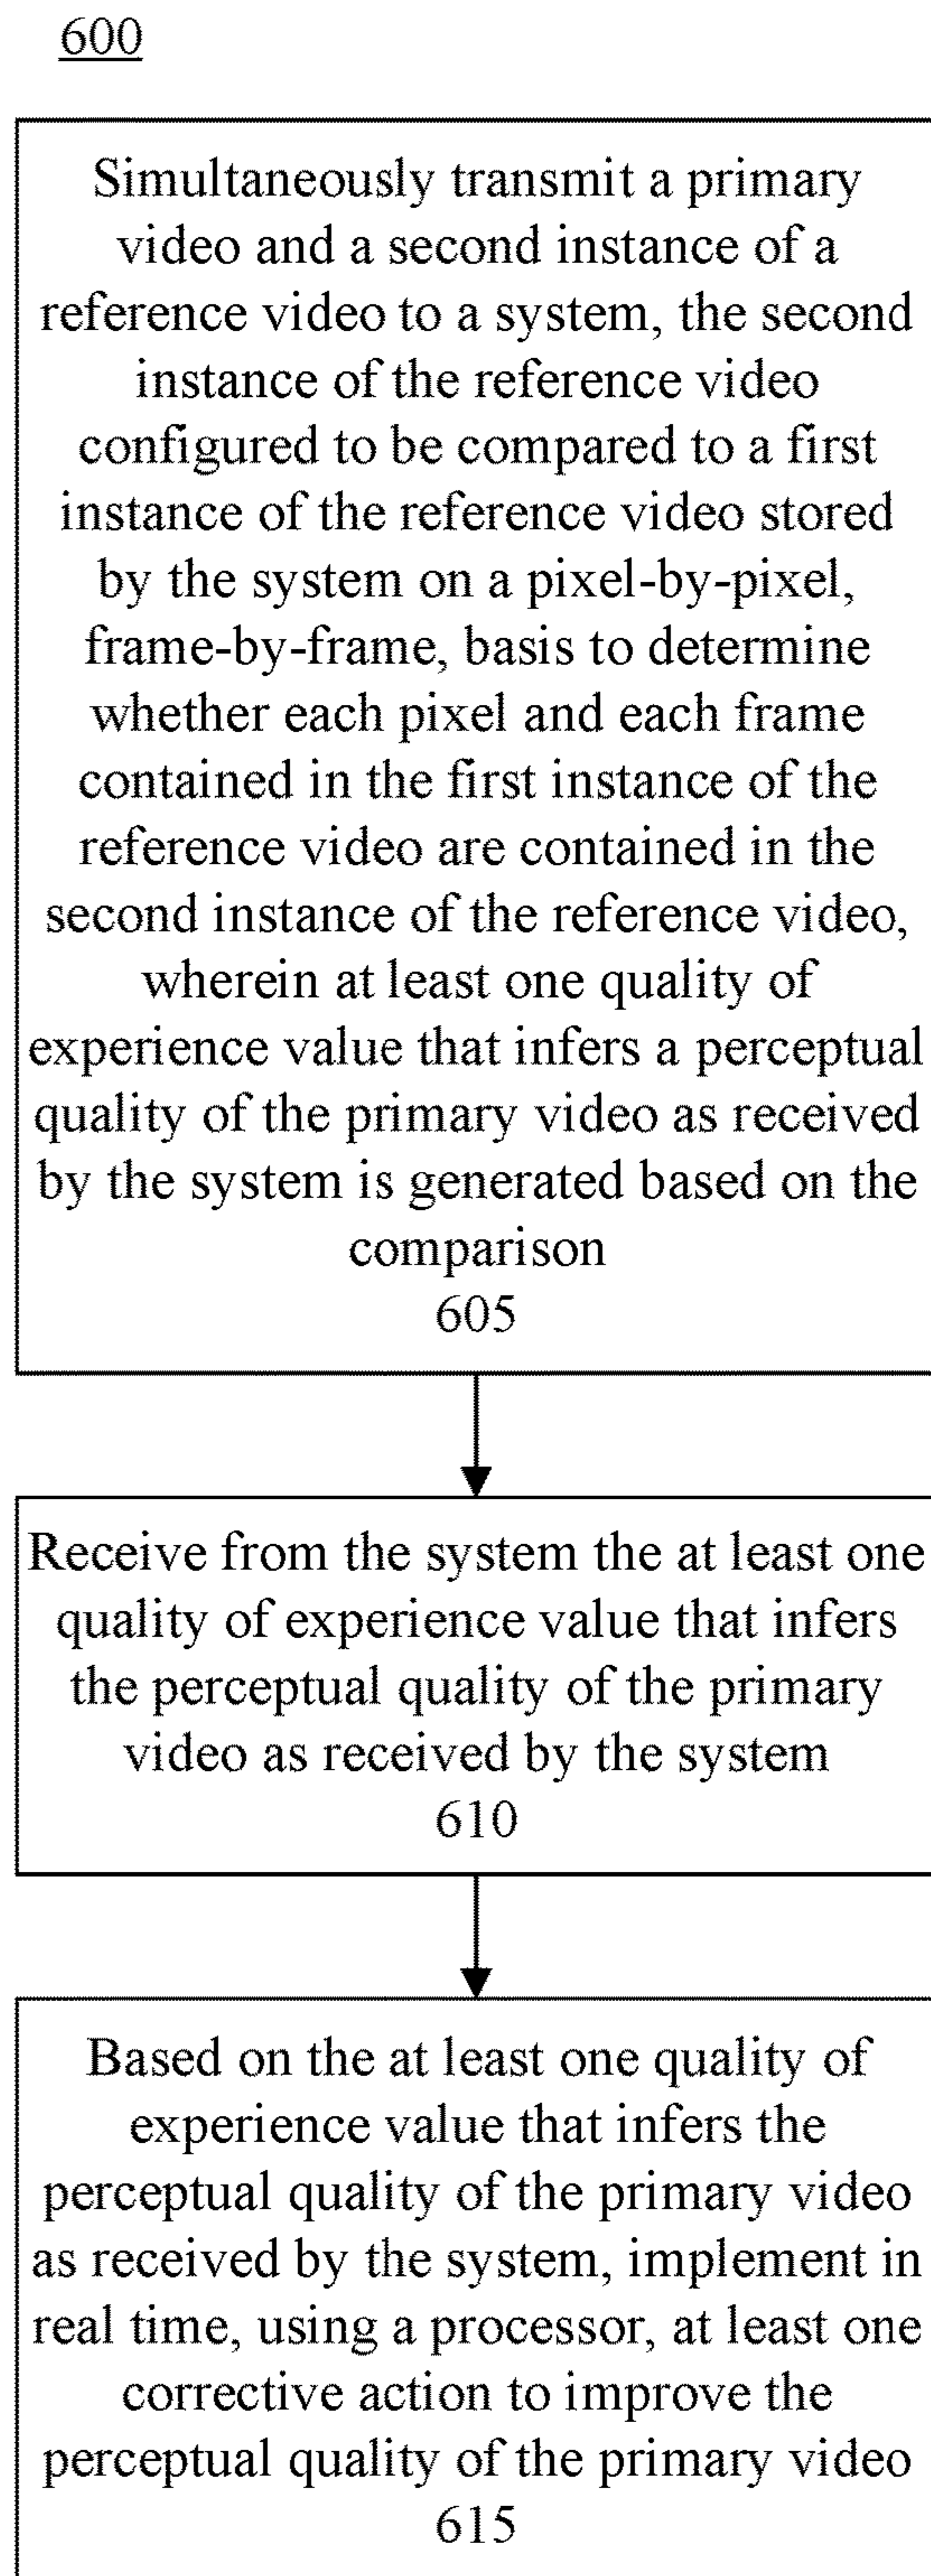 600
Simultaneously transmit a primary
video and a second instance of a
reference video to a system, the second
instance of the reference video
configured to be compared to a first
instance of the reference video stored
by the system on a pixel-by-pixel,
frame-by-frame, basis to determine
whether each pixel and each frame
contained in the first instance of the
reference video are contained in the
second instance of the reference video,
wherein at least one quality of
experience value that infers a perceptual
quality of the primary video as received
by the system is generated based on the
comparison
605
Receive from the system the at least one
quality of experience value that infers
the perceptual quality of the primary
video as received by the system
610
Based on the at least one quality of
experience value that infers the
perceptual quality of the primary video
as received by the system, implement in
real time, using a processor, at least one
corrective action to improve the
perceptual quality of the primary video
615